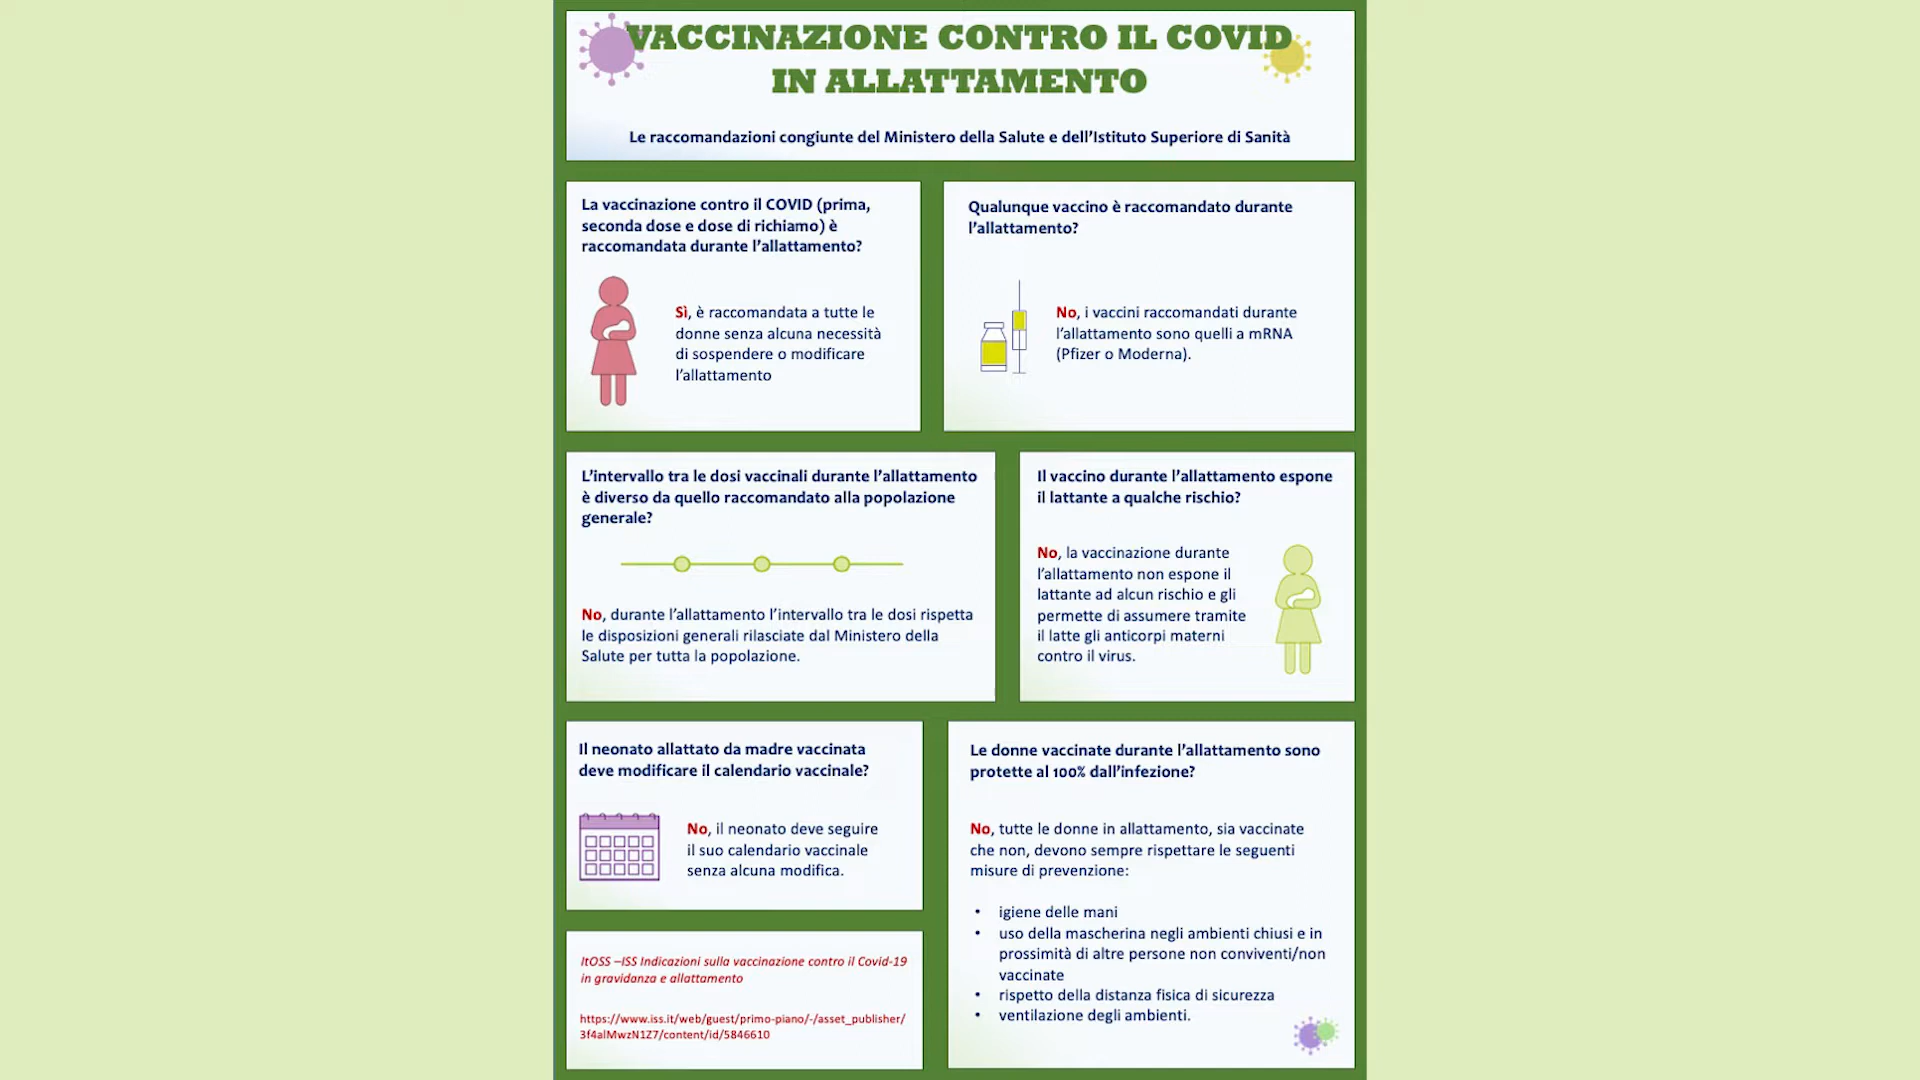 VACCINAZIONE CONTRO IL COVID
IN ALLATTAMENTO
Le raccomandazioni congiunte del Ministero della Salute e dell'Istituto Superiore di Sanità
La vaccinazione contro il COVID (prima,
seconda dose e dose di richiamo) è
raccomandata durante l'allattamento?
Sì, è raccomandata a tutte le
donne senza alcuna necessità
di sospendere o modificare
l'allattamento
Qualunque vaccino è raccomandato durante
l'allattamento?
No, i vaccini raccomandati durante
l'allattamento sono quelli a mRNA
(Pfizer o Moderna).
L'intervallo tra le dosi vaccinali durante l'allattamento
è diverso da quello raccomandato alla popolazione
generale?
No, durante l'allattamento l'intervallo tra le dosi rispetta
le disposizioni generali rilasciate dal Ministero della
Salute per tutta la popolazione.
Il vaccino durante l'allattamento espone
il lattante a qualche rischio?
No, la vaccinazione durante
l'allattamento non espone il
lattante ad alcun rischio e gli
permette di assumere tramite
il latte gli anticorpi materni
contro il virus.
Il neonato allattato da madre vaccinata
deve modificare il calendario vaccinale?
No, il neonato deve seguire
il suo calendario vaccinale
senza alcuna modifica.
Le donne vaccinate durante l'allattamento sono
protette al 100% dall'infezione?
No, tutte le donne in allattamento, sia vaccinate
che non, devono sempre rispettare le seguenti
misure di prevenzione:
• igiene delle mani
• uso della mascherina negli ambienti chiusi e in
prossimità di altre persone non conviventi/non
vaccinate
• rispetto della distanza fisica di sicurezza
• ventilazione degli ambienti.
ItOSS –ISS Indicazioni sulla vaccinazione contro il Covid-19
in gravidanza e allattamento
https://www.iss.it/web/guest/primo-piano/-/asset_publisher/
3f4alMwzN1Z7/content/id/5846610